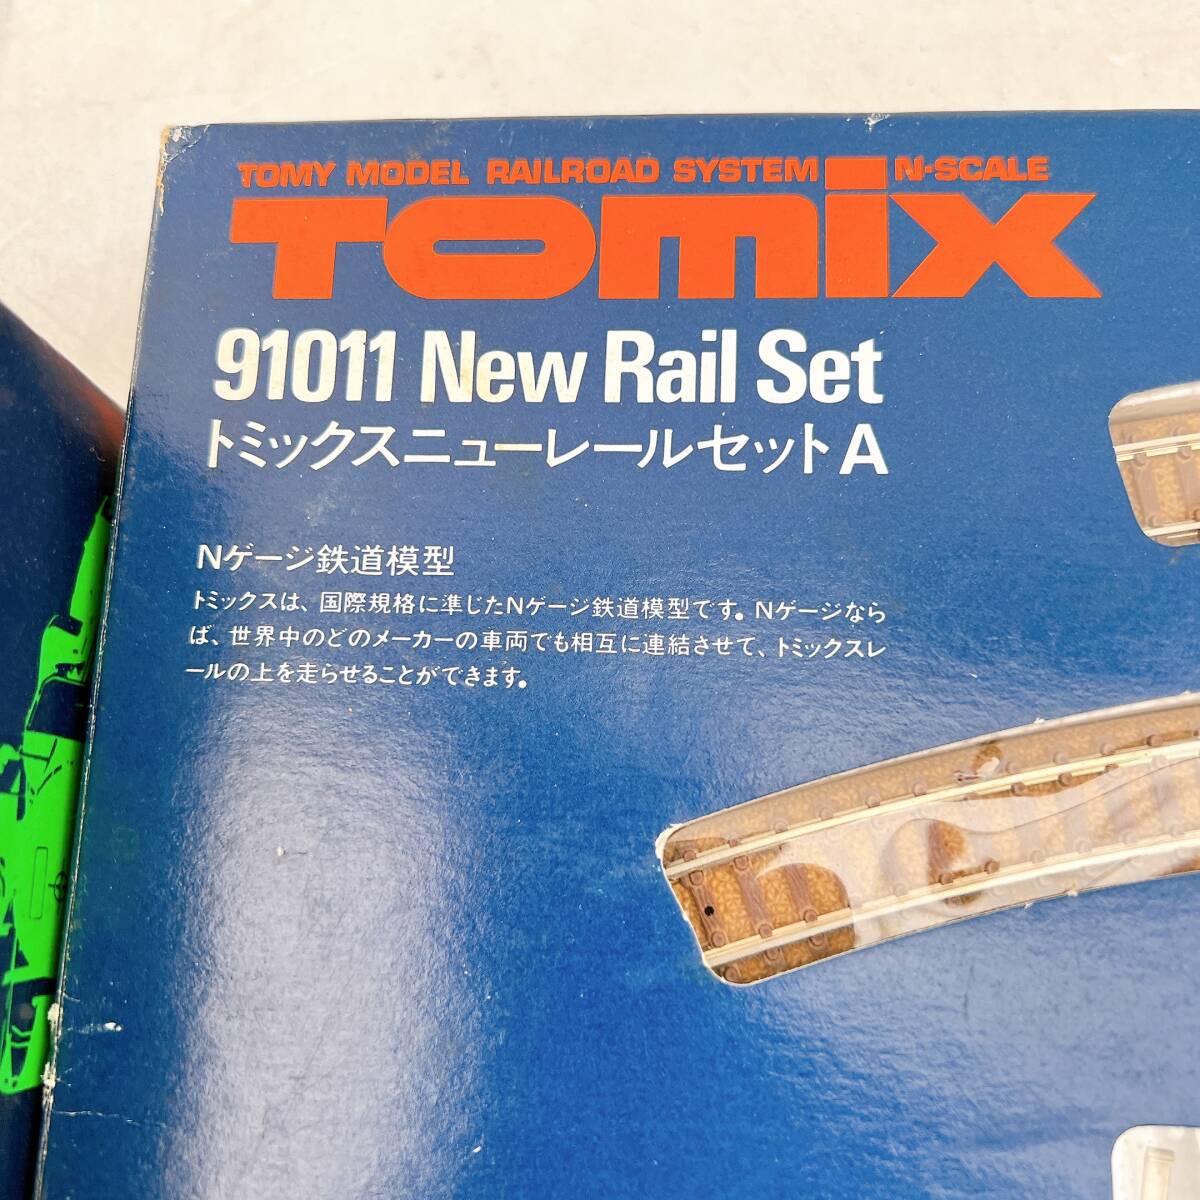 TOMY MODEL RAILROAD SYSTEM N-SCALE
TOMIX
91011 New Rail Set
トミックスニューレールセットA
Nゲージ鉄道模型
トミックスは、国際規格に準じたNゲージ鉄道模型です。Nゲージなら
ば、世界中のどのメーカーの車両でも相互に連結させて、トミックスレ
ールの上を走らせることができます。